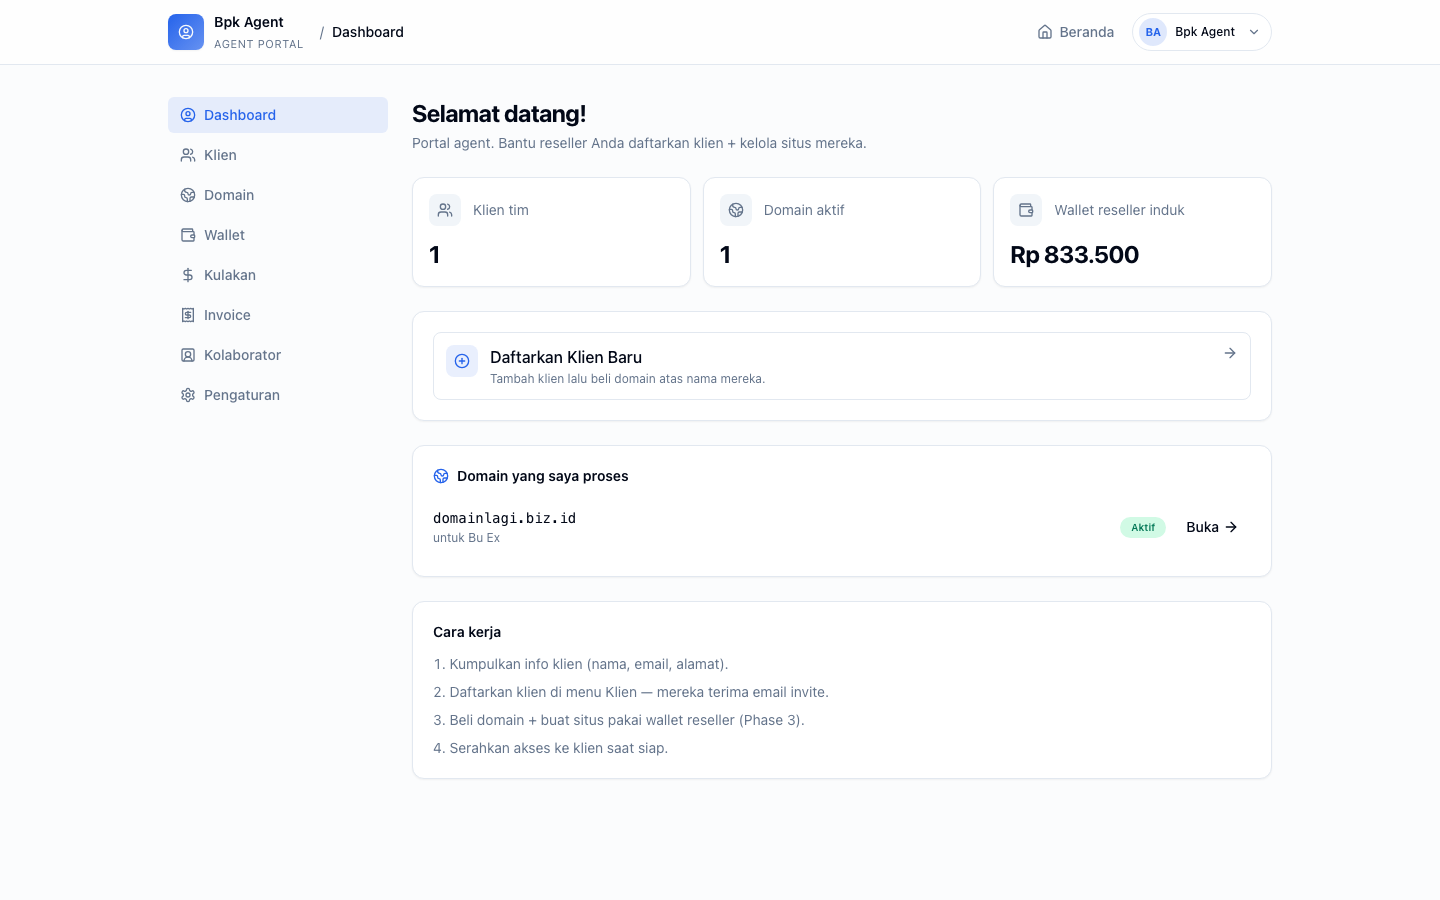 Bpk Agent
AGENT PORTAL
/ Dashboard
Beranda
BA Bpk Agent
Dashboard
Klien
Domain
Wallet
Kulakan
Invoice
Kolaborator
Pengaturan
Selamat datang!
Portal agent. Bantu reseller Anda daftarkan klien + kelola situs mereka.
Klien tim
1
Domain aktif
1
Wallet reseller induk
Rp 833.500
Daftarkan Klien Baru
Tambah klien lalu beli domain atas nama mereka.
Domain yang saya proses
domainlagi.biz.id
untuk Bu Ex
Aktif
Buka →
Cara kerja
1. Kumpulkan info klien (nama, email, alamat).
2. Daftarkan klien di menu Klien — mereka terima email invite.
3. Beli domain + buat situs pakai wallet reseller (Phase 3).
4. Serahkan akses ke klien saat siap.